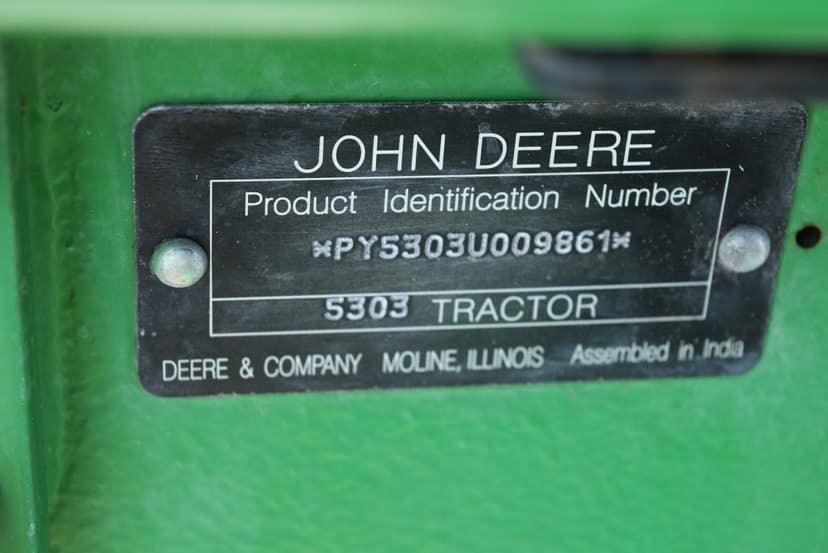 JOHN DEERE
Product Identification Number
*PY5303U009861*
5303 TRACTOR
DEERE & COMPANY MOLINE, ILLINOIS Assembled in India